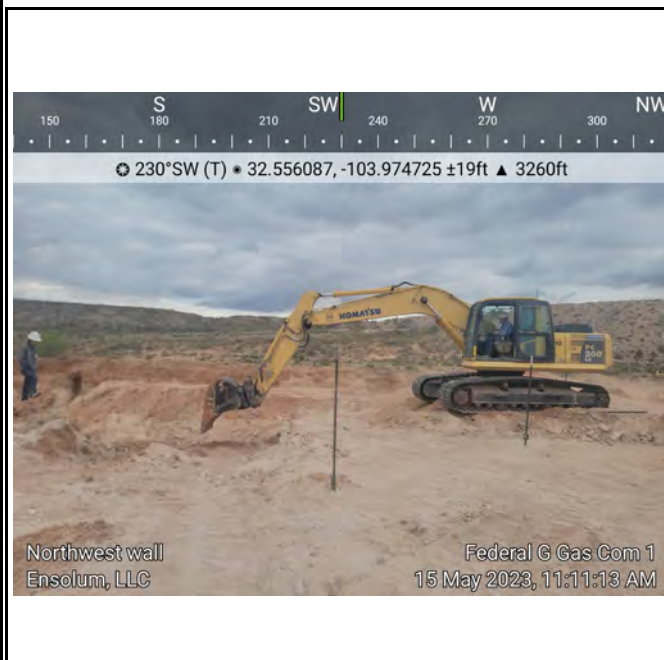 S SW W NW
150 180 210 240 270 300
230°SW (T) 32.556087, -103.974725 ±19ft ▲ 3260ft
KOMATSU
PC
200
LC
Northwest wall
Federal G Gas Com 1
Ensolum, LLC
15 May 2023, 11:11:13 AM